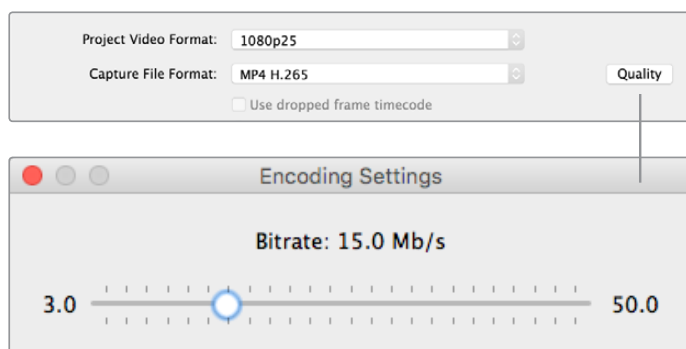 Project Video Format: 1080p25
Capture File Format: MP4 H.265 Quality
Use dropped frame timecode
Encoding Settings
Bitrate: 15.0 Mb/s
3.0 50.0